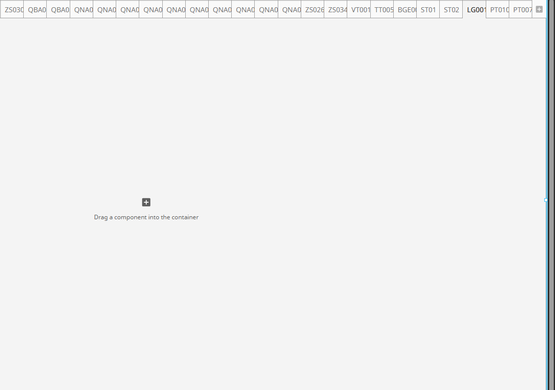 ZS030 QBA0 QBA0 QNA0 QNA0 QNA0 QNA0 QNA0 QNA0 QNA0 QNA0 QNA0 QNA0 ZS026 ZS034 VT001 TT005 BGE0 ST01 ST02 LG001 PT010 PT007
Drag a component into the container